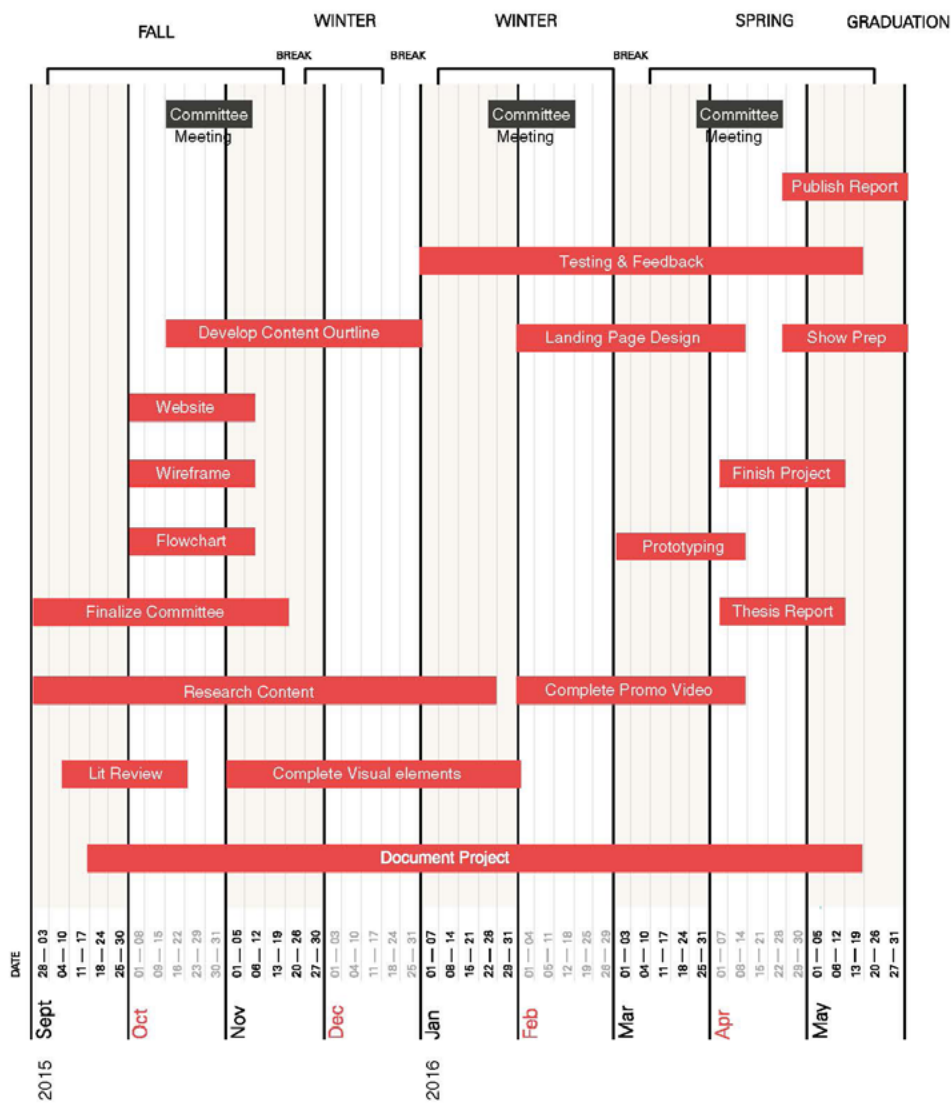 FALL
WINTER
WINTER
SPRING
GRADUATION
BREAK
BREAK
BREAK
Committee
Meeting
Committee
Meeting
Committee
Meeting
Publish Report
Testing & Feedback
Develop Content Ourtline
Landing Page Design
Show Prep
Website
Wireframe
Finish Project
Flowchart
Prototyping
Finalize Committee
Thesis Report
Research Content
Complete Promo Video
Lit Review
Complete Visual elements
Document Project
DATE
28 — 03
04 — 10
11 — 17
18 — 24
25 — 30
01 — 08
09 — 15
16 — 22
23 — 29
30 — 31
01 — 05
06 — 12
13 — 19
20 — 26
27 — 30
01 — 03
04 — 10
11 — 17
18 — 24
25 — 31
01 — 07
08 — 14
15 — 21
22 — 28
29 — 31
01 — 04
05 — 11
12 — 18
19 — 25
26 — 29
01 — 03
04 — 10
11 — 17
18 — 24
25 — 31
01 — 07
08 — 14
15 — 21
22 — 28
29 — 30
01 — 05
06 — 12
13 — 19
20 — 26
27 — 31
Sept
Oct
Nov
Dec
Jan
Feb
Mar
Apr
May
2015
2016